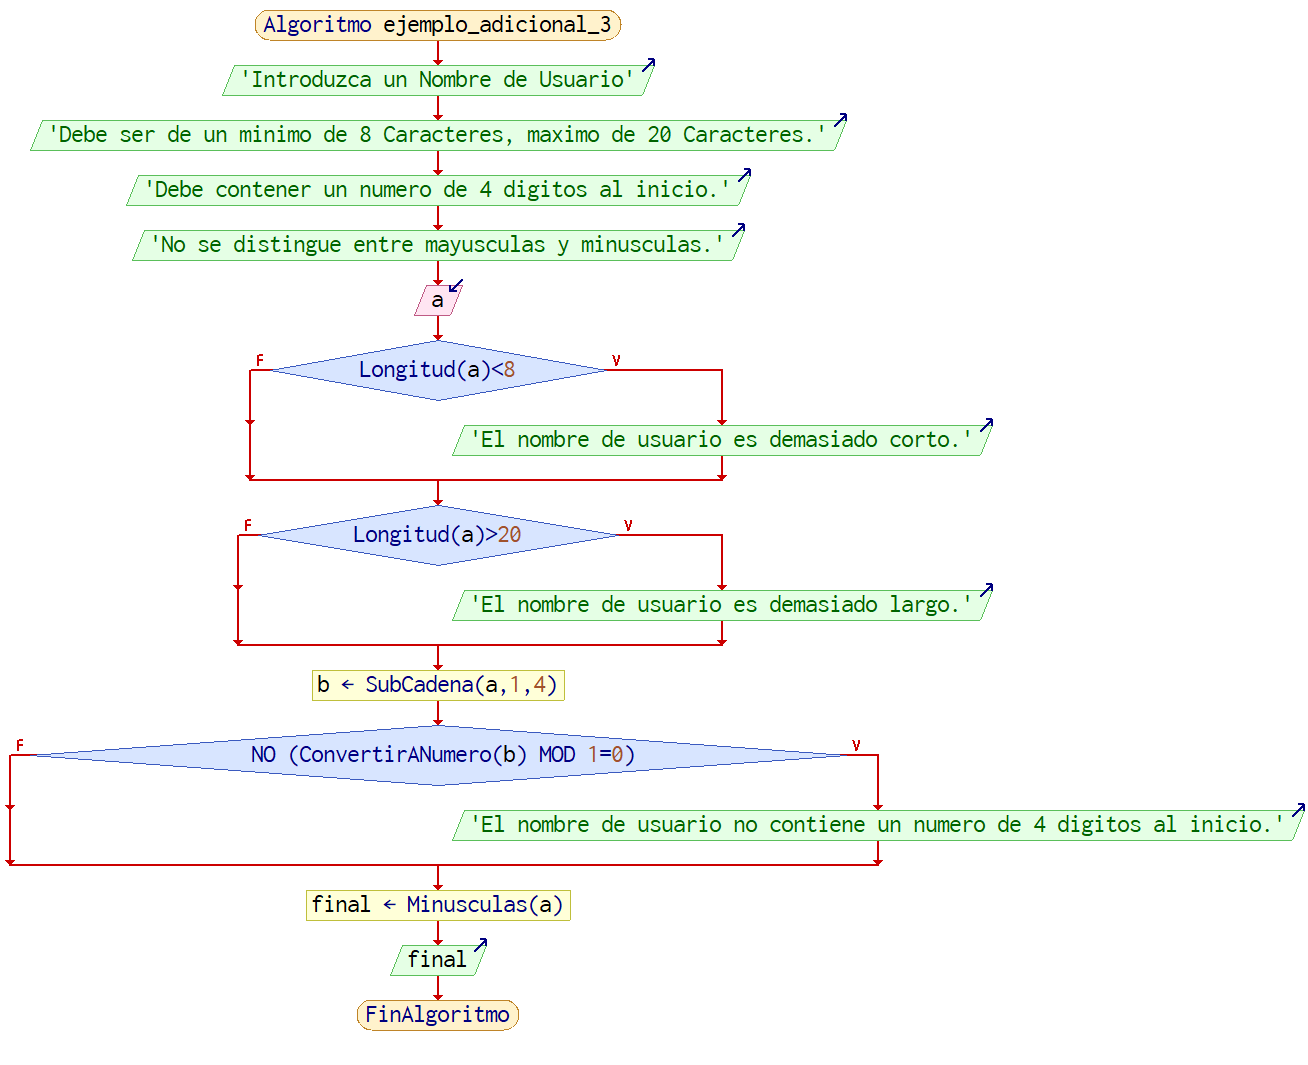 Algoritmo ejemplo_adicional_3
'Introduzca un Nombre de Usuario'
'Debe ser de un minimo de 8 Caracteres, maximo de 20 Caracteres.'
'Debe contener un numero de 4 digitos al inicio.'
'No se distingue entre mayusculas y minusculas.'
a
F
V
Longitud(a)<8
'El nombre de usuario es demasiado corto.'
F
V
Longitud(a)>20
'El nombre de usuario es demasiado largo.'
b ← SubCadena(a,1,4)
F
V
NO (ConvertirANumero(b) MOD 1=0)
'El nombre de usuario no contiene un numero de 4 digitos al inicio.'
final ← Minusculas(a)
final
FinAlgoritmo